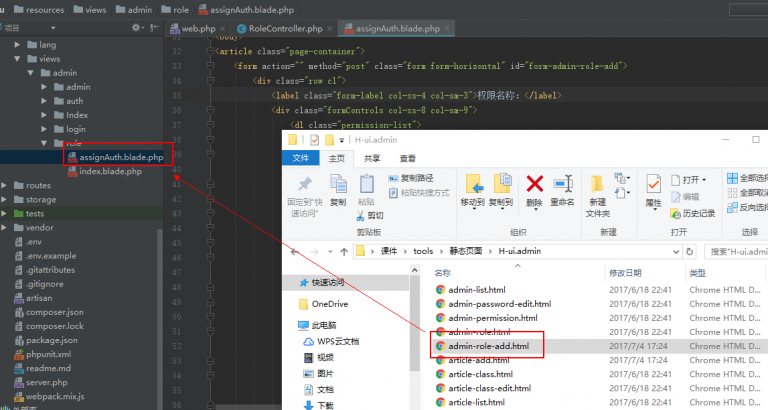 u resources views admin role assignAuth.blade.php
项目
web.php × RoleController.php × assignAuth.blade.php ×
lang
views
admin
admin
auth
Index
login
role
assignAuth.blade.php
index.blade.php
routes
storage
tests
vendor
.env
.env.example
.gitattributes
.gitignore
artisan
composer.json
composer.lock
package.json
phpunit.xml
readme.md
server.php
webpack.mix.js
外部库
31 <body>
32 <article class="page-container">
33 <form action="" method="post" class="form form-horizontal" id="form-admin-role-add">
34 <div class="row cl">
35 <label class="form-label col-xs-4 col-sm-3">权限名称：</label>
36 <div class="formControls col-xs-8 col-sm-9">
37 <dl class="permission-list">
38
39
40
41
42
43
44
45
46
47
48
49
50
51
52
53
54
55
56
H-ui.admin
文件 主页 共享 查看
固定到"快速访问"
复制
粘贴
复制路径
粘贴快捷方式
剪切
剪贴板
移动到 复制到 删除 重命名
组织
新建文件夹
新建
属性
打开
编辑
历史记录
打开
全部选择
全部取消
反向选择
选择
课件 › tools › 静态页面 › H-ui.admin
搜索"H-ui.admin
快速访问
OneDrive
此电脑
WPS云文档
视频
图片
文档
下载
名称 修改日期 类型
admin-list.html 2017/6/18 22:41 Chrome HTML D...
admin-password-edit.html 2017/6/18 22:41 Chrome HTML D...
admin-permission.html 2017/6/18 22:41 Chrome HTML D...
admin-role.html 2017/6/18 22:41 Chrome HTML D...
admin-role-add.html 2017/7/4 17:24 Chrome HTML D...
article-add.html 2017/7/4 17:24 Chrome HTML D...
article-class.html 2017/6/18 22:41 Chrome HTML D...
article-class-edit.html 2017/6/18 22:41 Chrome HTML D...
article-list.html 2017/6/18 22:41 Chrome HTML D...